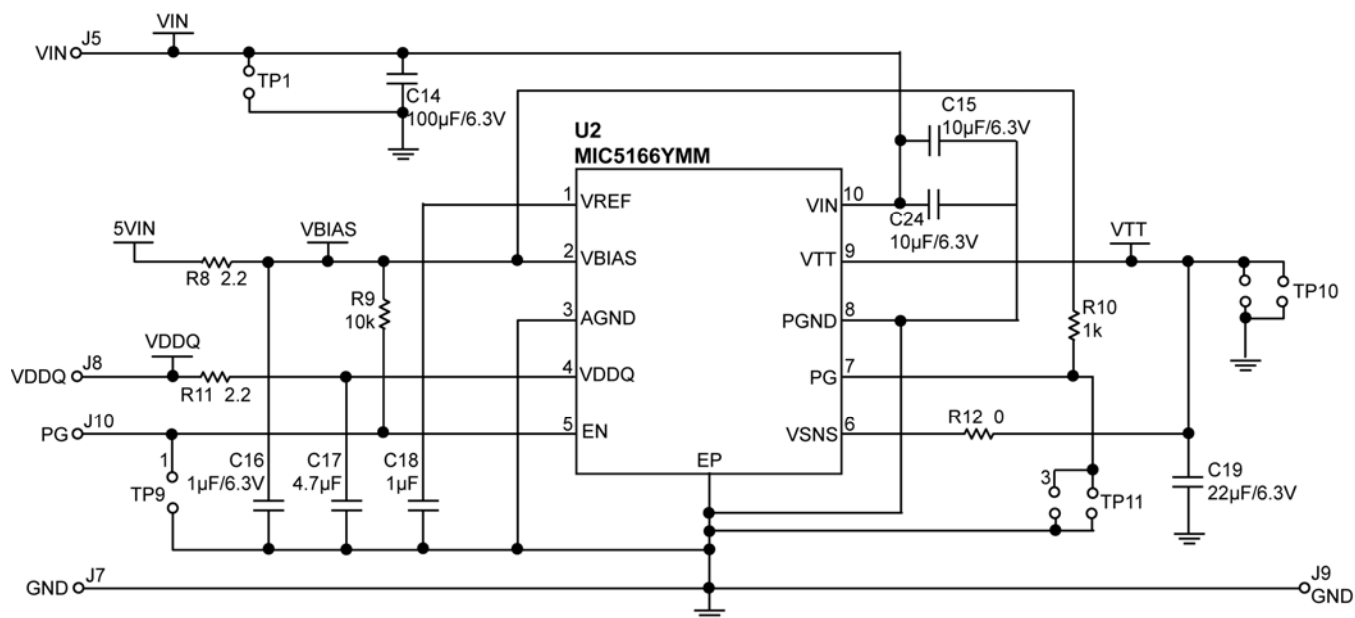 VIN
VIN J5
TP1
C14
100µF/6.3V
C15
10µF/6.3V
U2
MIC5166YMM
1 VREF
VIN 10
C24
10µF/6.3V
5VIN
VBIAS
VTT
R8 2.2
2 VBIAS
VTT 9
R9
10k
TP10
3 AGND
PGND 8
R10
1k
VDDQ
VDDQ J8
R11 2.2
4 VDDQ
PG 7
PG J10
5 EN
VSNS 6
R12 0
EP
1
TP9
C16
1µF/6.3V
C17
4.7µF
C18
1µF
3
TP11
C19
22µF/6.3V
GND J7
J9
GND